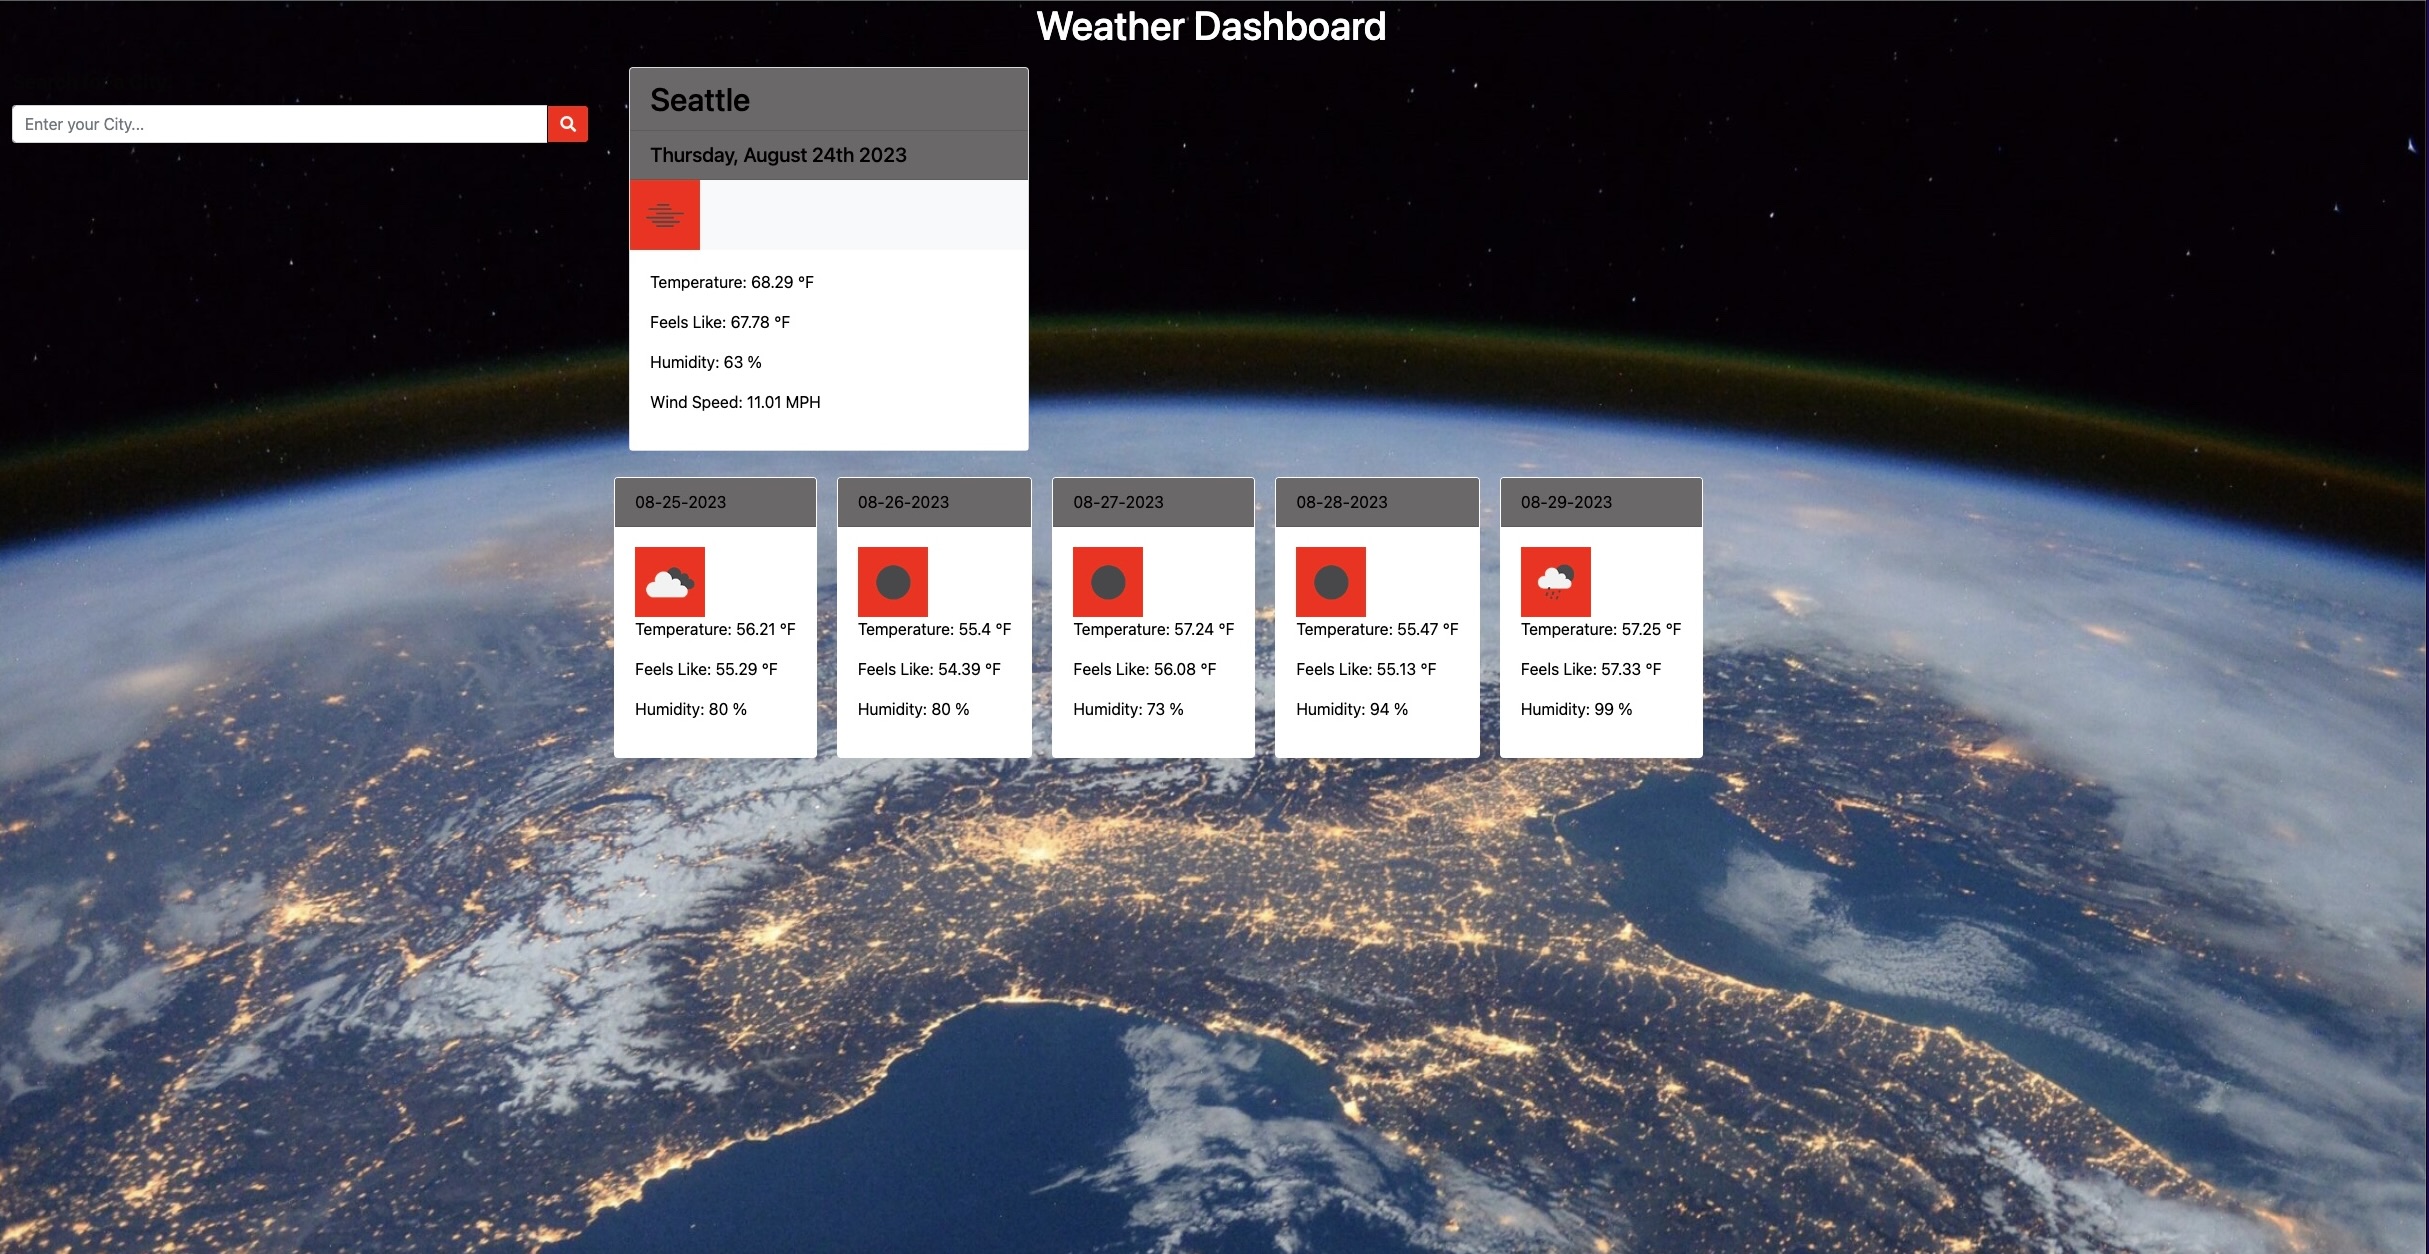 Weather Dashboard
Enter your City...
Seattle
Thursday, August 24th 2023
Temperature: 68.29 °F
Feels Like: 67.78 °F
Humidity: 63 %
Wind Speed: 11.01 MPH
08-25-2023
Temperature: 56.21 °F
Feels Like: 55.29 °F
Humidity: 80 %
08-26-2023
Temperature: 55.4 °F
Feels Like: 54.39 °F
Humidity: 80 %
08-27-2023
Temperature: 57.24 °F
Feels Like: 56.08 °F
Humidity: 73 %
08-28-2023
Temperature: 55.47 °F
Feels Like: 55.13 °F
Humidity: 94 %
08-29-2023
Temperature: 57.25 °F
Feels Like: 57.33 °F
Humidity: 99 %